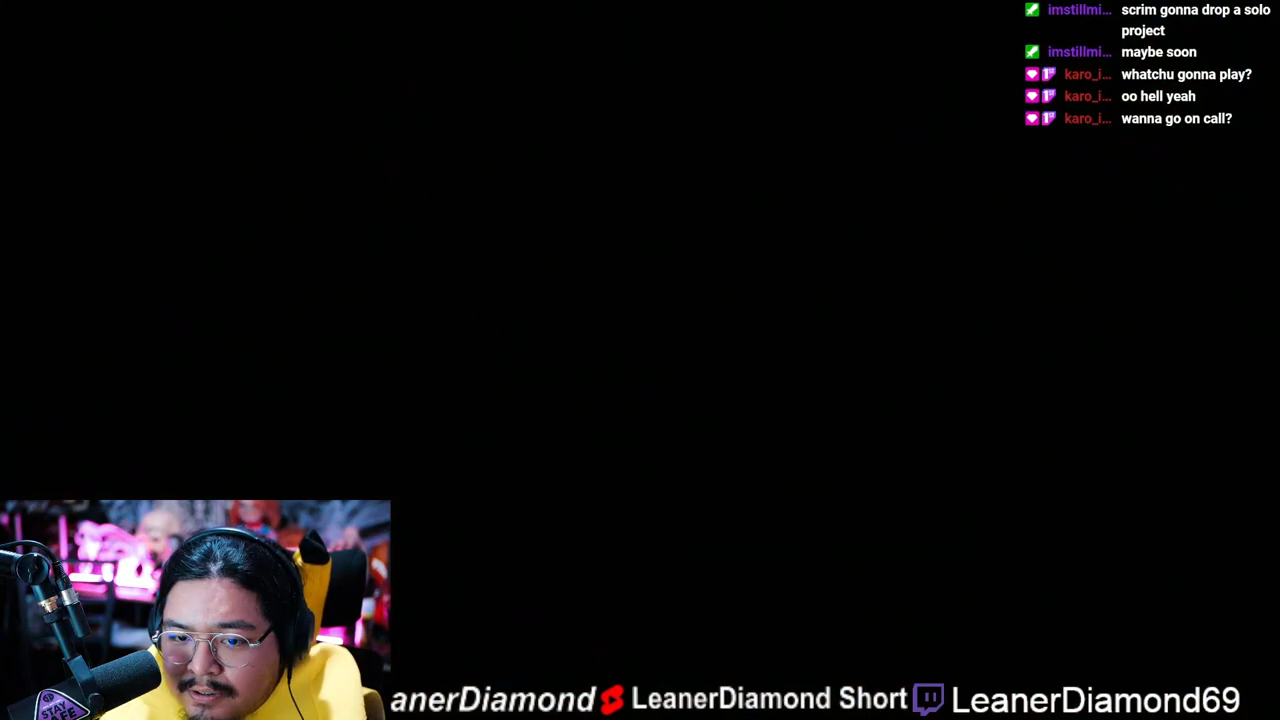 imstillmi... scrim gonna drop a solo
project
imstillmi... maybe soon
karo_i... whatchu gonna play?
karo_i... oo hell yeah
karo_i... wanna go on call?
STAY
anerDiamond LeanerDiamond Short LeanerDiamond69